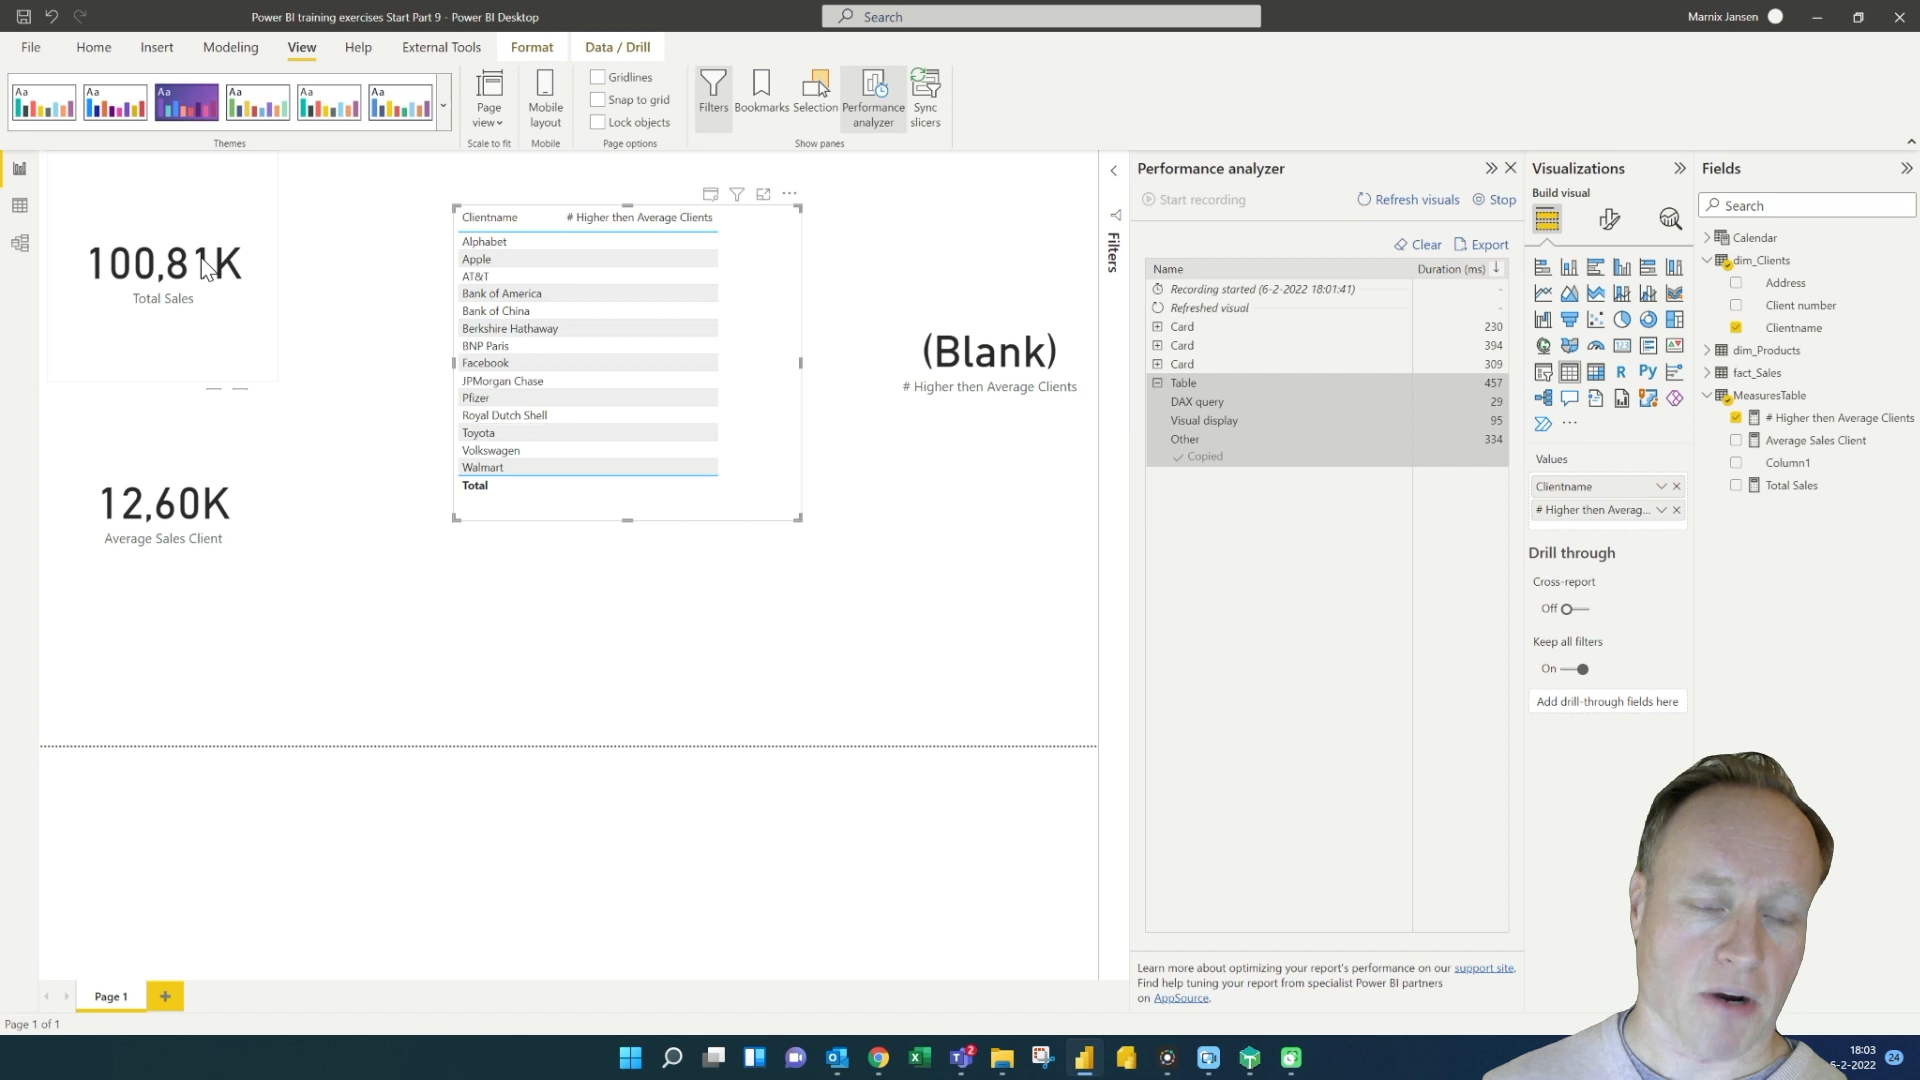 Power BI training exercises Start Part 9 - Power BI Desktop
Search
Marnix Jansen
File
Home
Insert
Modeling
View
Help
External Tools
Format
Data / Drill
Aa
Aa
Aa
Aa
Aa
Aa
Themes
Page
view
Scale to fit
Mobile
layout
Mobile
Gridlines
Snap to grid
Lock objects
Page options
Filters
Bookmarks
Selection
Performance
analyzer
Sync
slicers
Show panes
100,81K
Total Sales
12,60K
Average Sales Client
Clientname # Higher then Average Clients
Alphabet
Apple
AT&T
Bank of America
Bank of China
Berkshire Hathaway
BNP Paris
Facebook
JPMorgan Chase
Pfizer
Royal Dutch Shell
Toyota
Volkswagen
Walmart
Total
(Blank)
# Higher then Average Clients
Filters
Performance analyzer
Start recording
Refresh visuals
Stop
Clear
Export
Name Duration (ms)
Recording started (6-2-2022 18:01:41) -
Refreshed visual -
Card 230
Card 394
Card 309
Table 457
DAX query 29
Visual display 95
Other 334
Copied
Learn more about optimizing your report's performance on our support site.
Find help tuning your report from specialist Power BI partners
on AppSource.
Visualizations
Build visual
R
Py
123
Values
Clientname
# Higher then Averag...
Drill through
Cross-report
Off
Keep all filters
On
Add drill-through fields here
Fields
Search
Calendar
dim_Clients
Address
Client number
Clientname
dim_Products
fact_Sales
MeasuresTable
# Higher then Average Clients
Average Sales Client
Column1
Total Sales
Page 1
Page 1 of 1
2
18:03
6-2-2022
24